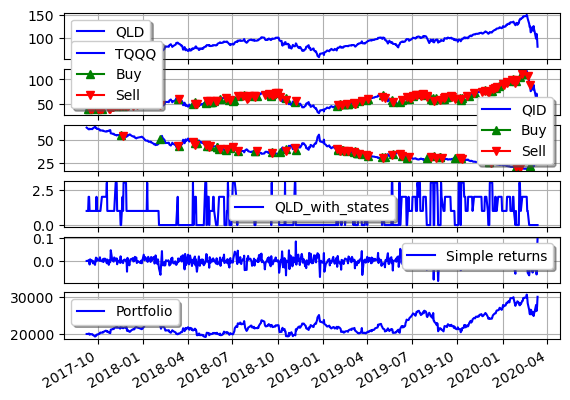 150
100
QLD
TQQQ
100
50
Buy
Sell
QID
Buy
Sell
50
25
2.5
0.0
QLD_with_states
0.1
0.0
Simple returns
30000
20000
Portfolio
2017-10
2018-01
2018-04
2018-07
2018-10
2019-01
2019-04
2019-07
2019-10
2020-01
2020-04